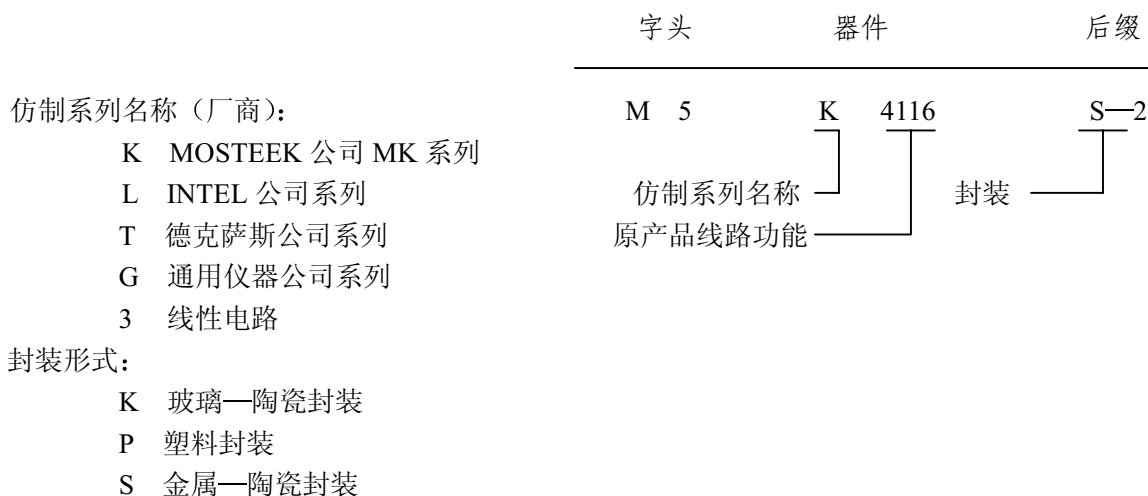 字头 器件 后缀
仿制系列名称（厂商）： M 5 K 4116 S—2
K MOSTEEK 公司 MK 系列
L INTEL 公司系列 仿制系列名称 封装
T 德克萨斯公司系列 原产品线路功能
G 通用仪器公司系列
3 线性电路
封装形式：
K 玻璃—陶瓷封装
P 塑料封装
S 金属—陶瓷封装